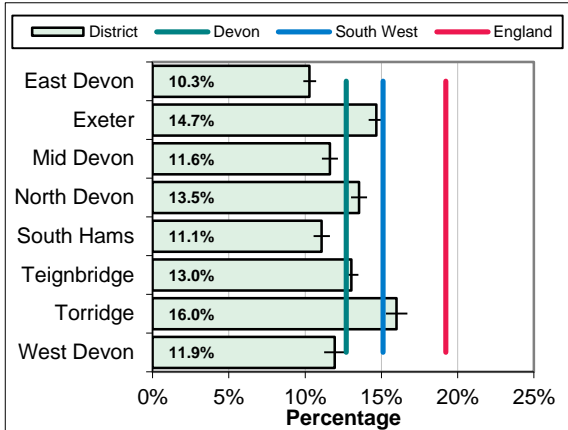 District Devon South West England
East Devon 10.3%
Exeter 14.7%
Mid Devon 11.6%
North Devon 13.5%
South Hams 11.1%
Teignbridge 13.0%
Torridge 16.0%
West Devon 11.9%
0% 5% 10% 15% 20% 25%
Percentage